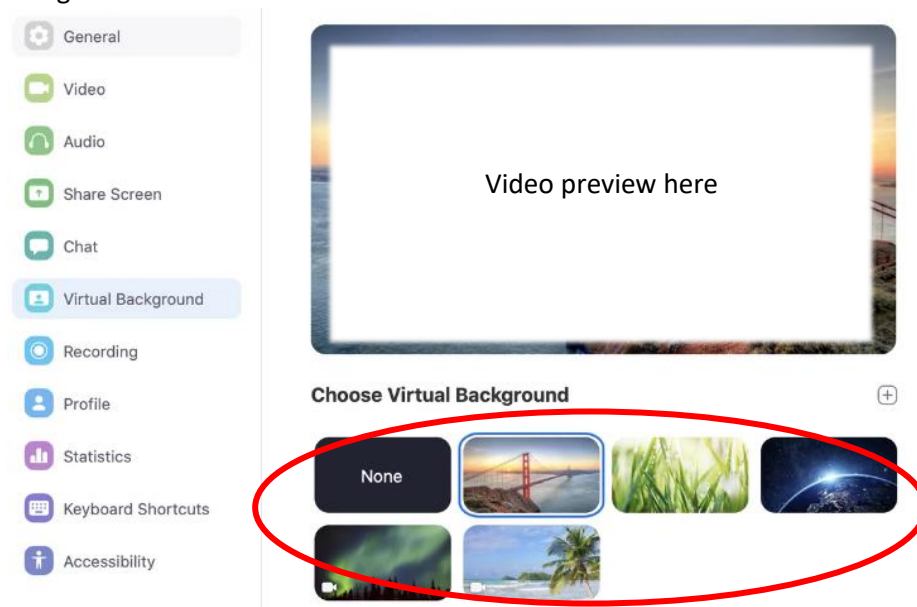 General
Video
Audio
Share Screen
Chat
Virtual Background
Recording
Profile
Statistics
Keyboard Shortcuts
Accessibility
Video preview here
Choose Virtual Background
None